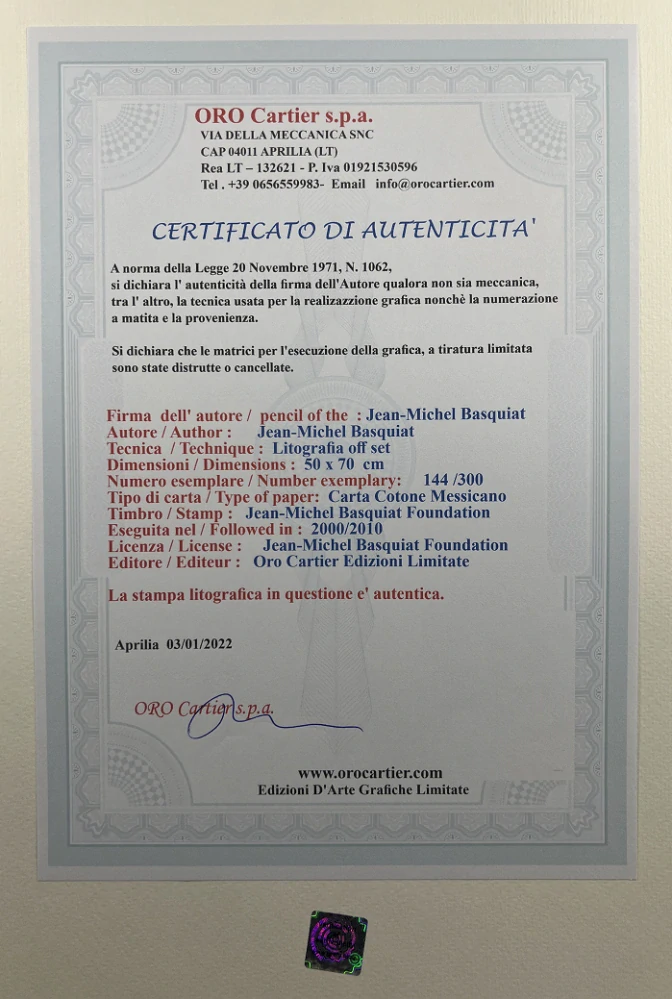 ORO Cartier s.p.a.
VIA DELLA MECCANICA SNC
CAP 04011 APRILIA (LT)
Rea LT – 132621 - P. Iva 01921530596
Tel . +39 0656559983- Email info@orocartier.com
CERTIFICATO DI AUTENTICITA'
A norma della Legge 20 Novembre 1971, N. 1062,
si dichiara l' autenticità della firma dell'Autore qualora non sia meccanica,
tra l' altro, la tecnica usata per la realizazzione grafica nonchè la numerazione
a matita e la provenienza.
Si dichiara che le matrici per l'esecuzione della grafica, a tiratura limitata
sono state distrutte o cancellate.
Firma dell' autore / pencil of the : Jean-Michel Basquiat
Autore / Author : Jean-Michel Basquiat
Tecnica / Technique : Litografia off set
Dimensioni / Dimensions : 50 x 70 cm
Numero esemplare / Number exemplary: 144 /300
Tipo di carta / Type of paper: Carta Cotone Messicano
Timbro / Stamp : Jean-Michel Basquiat Foundation
Eseguita nel / Followed in : 2000/2010
Licenza / License : Jean-Michel Basquiat Foundation
Editore / Editeur : Oro Cartier Edizioni Limitate
La stampa litografica in questione e' autentica.
Aprilia 03/01/2022
ORO Cartier s.p.a.
www.orocartier.com
Edizioni D'Arte Grafiche Limitate